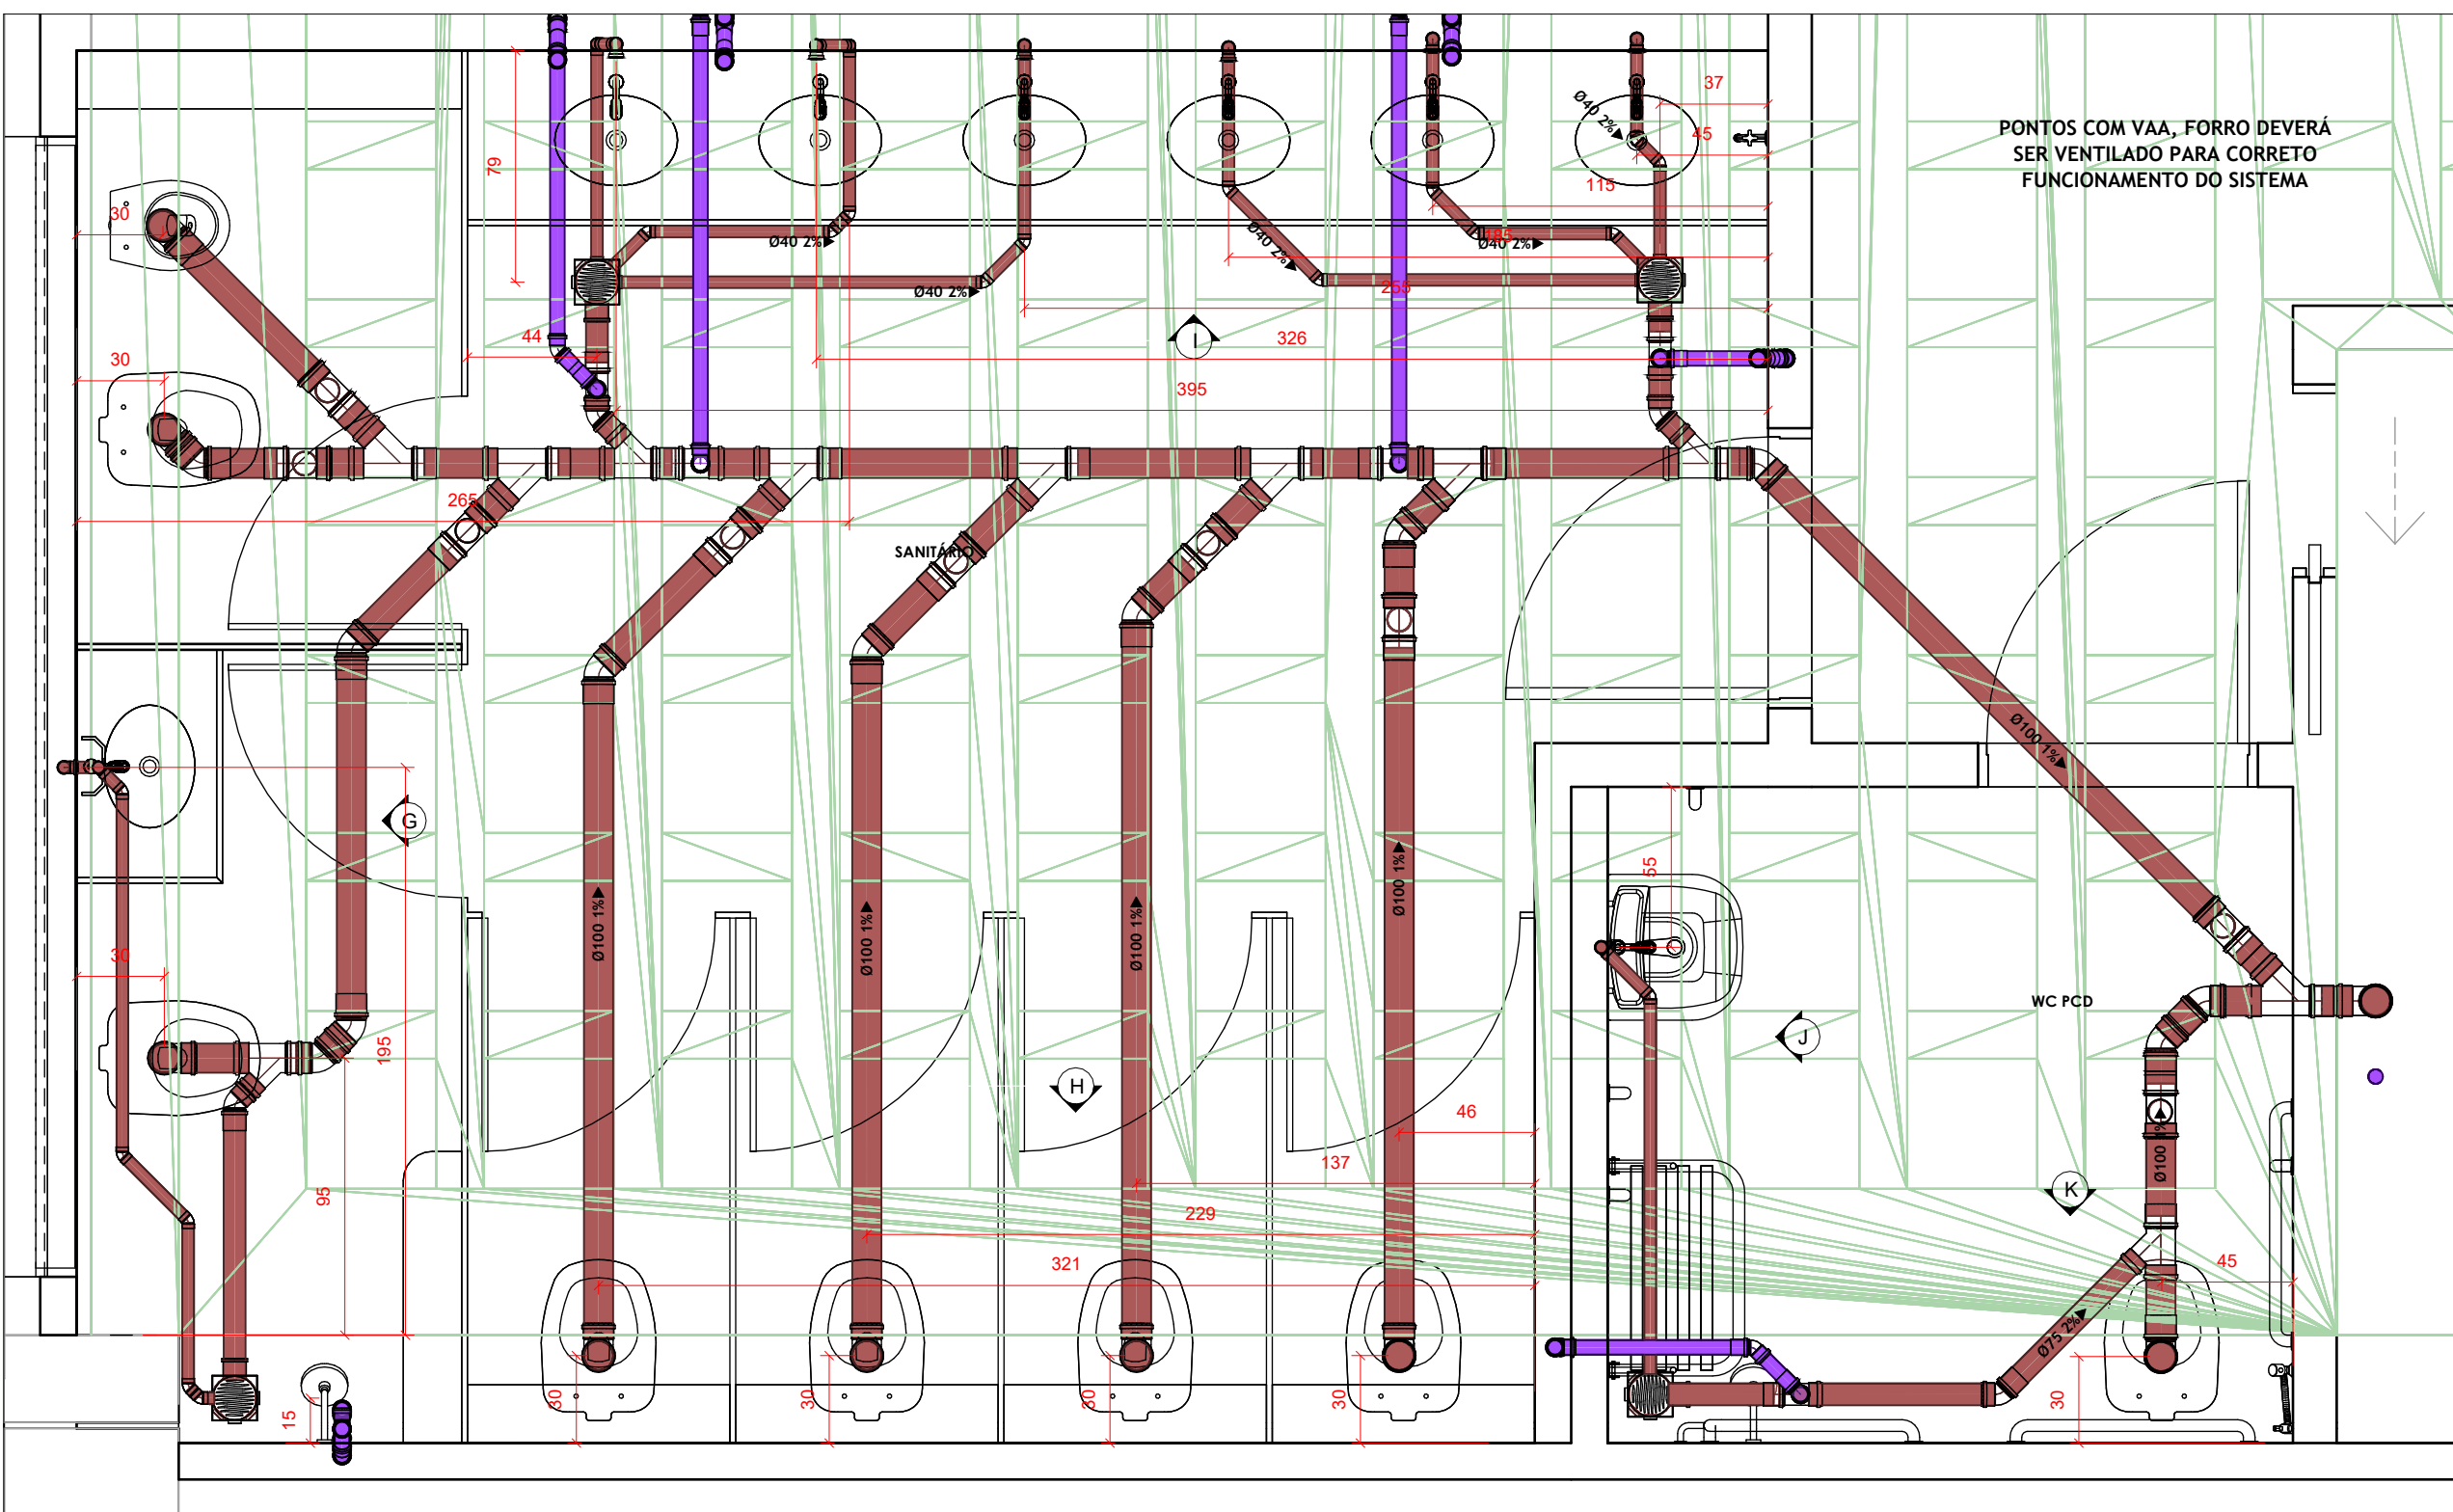 37
Ø40 2%
45
PONTOS COM VAA, FORRO DEVERÁ
SER VENTILADO PARA CORRETO
FUNCIONAMENTO DO SISTEMA
79
115
30
Ø40 2%
Ø40 2%
185
Ø40 2%
Ø40 2%
265
44
I
326
30
395
265
SANITÁRIO
Ø100 1%
G
55
Ø100 1%
Ø100 1%
Ø100 1%
Ø100 1%
30
WC PCD
195
J
H
46
Ø100 1%
137
K
95
229
321
45
Ø75 2%
30
30
30
30
30
15